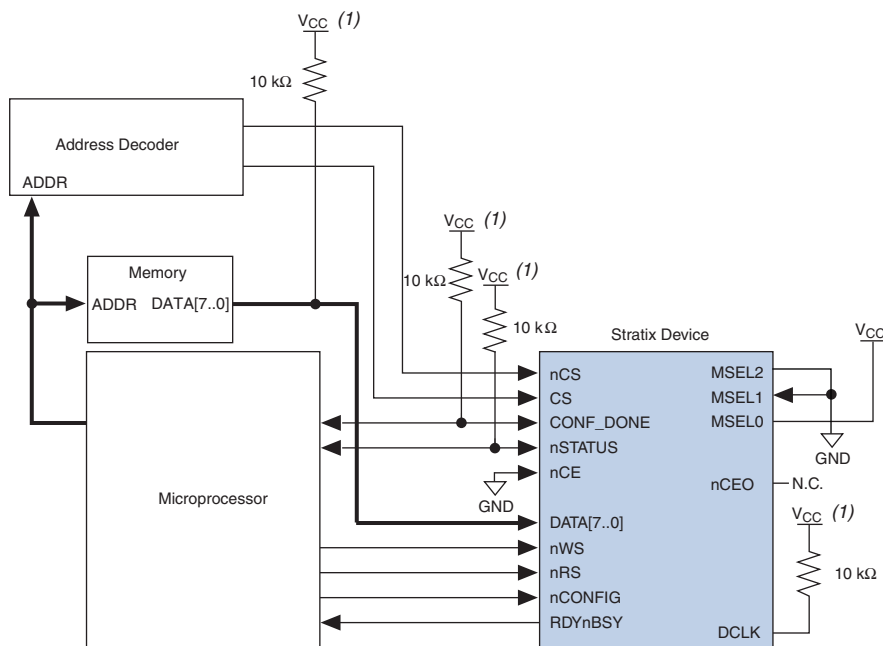 VCC (1)
10 kΩ
Address Decoder
ADDR
Memory
ADDR DATA[7..0]
VCC (1)
10 kΩ
VCC (1)
10 kΩ
Stratix Device
VCC
nCS
CS
CONF_DONE
nSTATUS
nCE
GND
DATA[7..0]
nWS
nRS
nCONFIG
RDYnBSY
MSEL2
MSEL1
MSEL0
GND
nCEO
N.C.
VCC (1)
10 kΩ
DCLK
Microprocessor